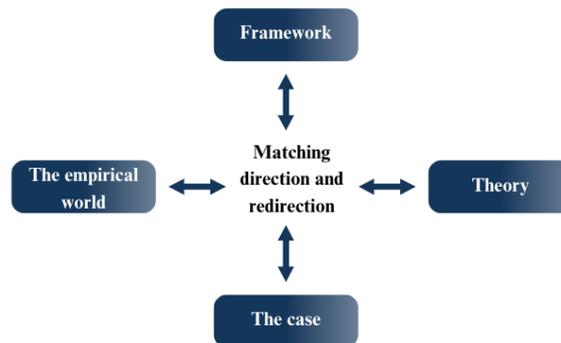 Framework
Matching
direction and
redirection
The empirical
world
Theory
The case